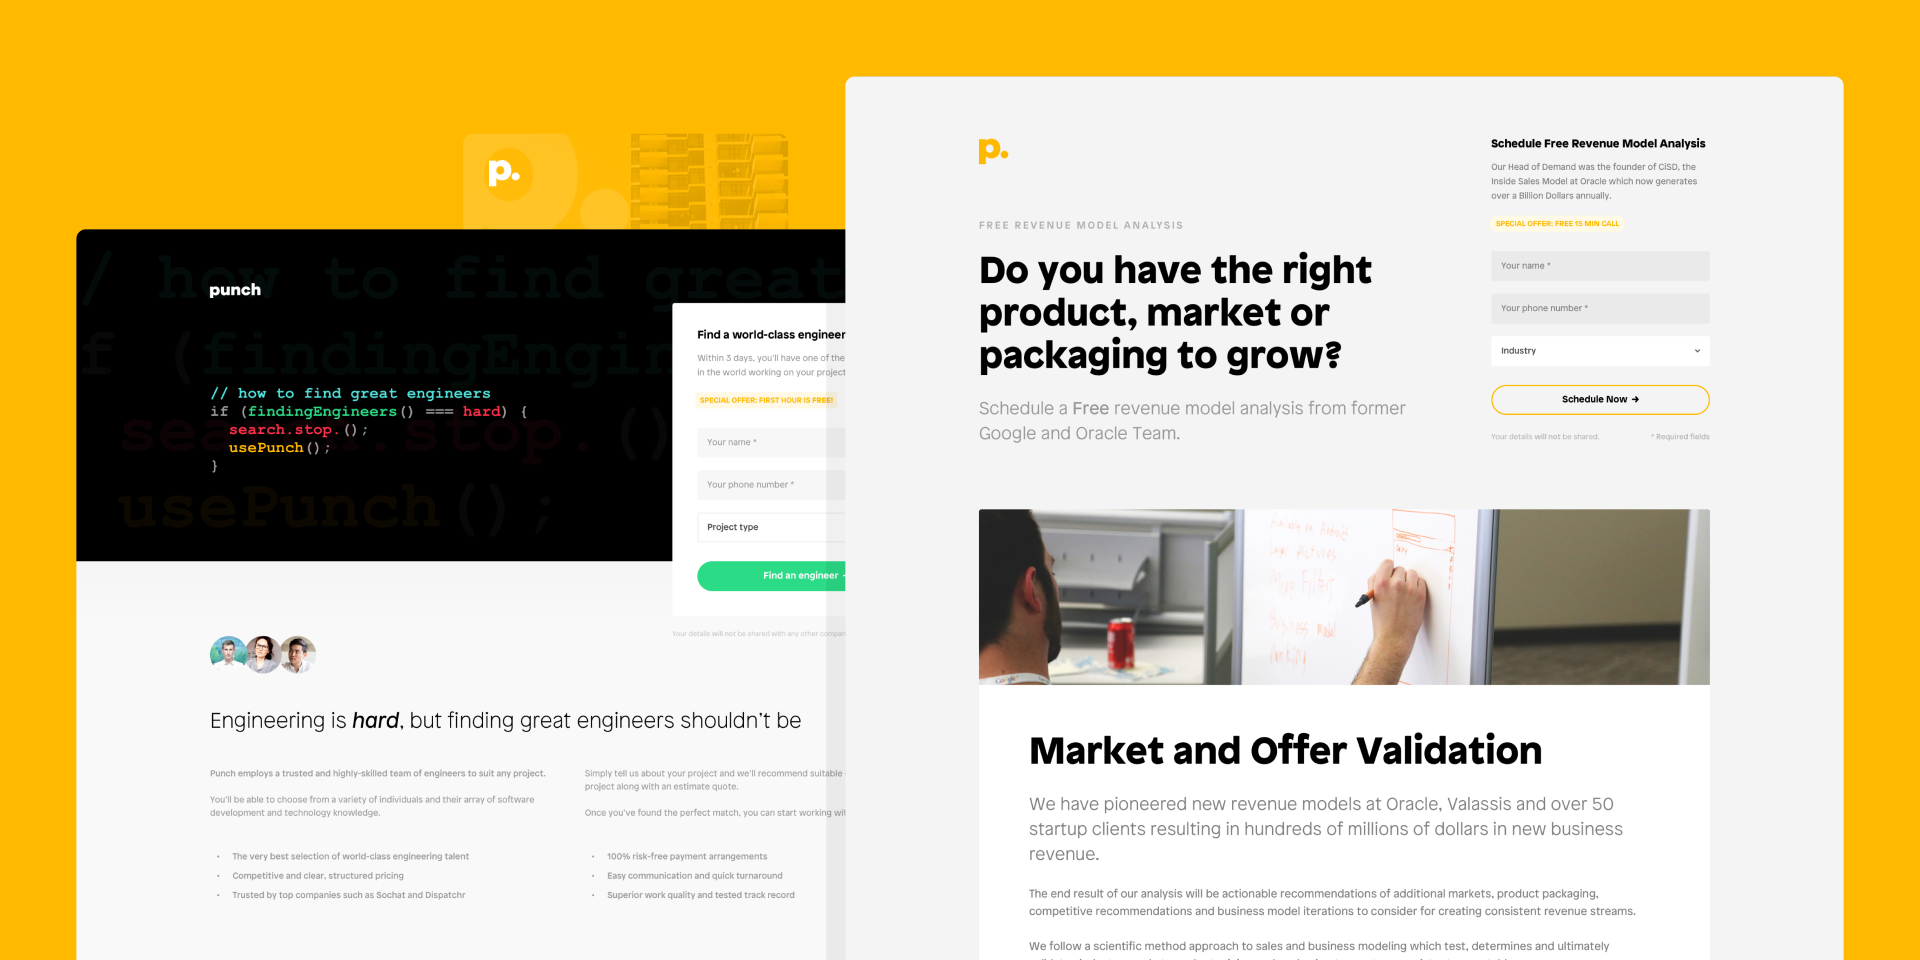 p.
punch
// how to find great
if (findingEngin
search.stop.()
usePunch();
// how to find great engineers
if (findingEngineers() === hard) {
search.stop.();
usePunch();
}
Find a world-class engineer
Within 3 days, you'll have one of the
in the world working on your project
SPECIAL OFFER: FIRST HOUR IS FREE!
Your name *
Your phone number *
Project type
Find an engineer
Your details will not be shared with any other
Engineering is hard, but finding great engineers shouldn't be
Punch employs a trusted and highly-skilled team of engineers to suit any project.
You'll be able to choose from a variety of individuals and their array of software
development and technology knowledge.
• The very best selection of world-class engineering talent
• Competitive and clear, structured pricing
• Trusted by top companies such as Sochat and Dispatchr
Simply tell us about your project and we'll recommend suitable
project along with an estimate quote.
Once you've found the perfect match, you can start working
• 100% risk-free payment arrangements
• Easy communication and quick turnaround
• Superior work quality and tested track record
p.
FREE REVENUE MODEL ANALYSIS
Do you have the right
product, market or
packaging to grow?
Schedule a Free revenue model analysis from former
Google and Oracle Team.
Schedule Free Revenue Model Analysis
Our Head of Demand was the founder of CiSD, the
Inside Sales Model at Oracle which now generates
over a Billion Dollars annually.
SPECIAL OFFER: FREE 15 MIN CALL
Your name *
Your phone number *
Industry
Schedule Now →
Your details will not be shared.
* Required fields
More Filters
Business model
Market and Offer Validation
We have pioneered new revenue models at Oracle, Valassis and over 50
startup clients resulting in hundreds of millions of dollars in new business
revenue.
The end result of our analysis will be actionable recommendations of additional markets, product packaging,
competitive recommendations and business model iterations to consider for creating consistent revenue streams.
We follow a scientific method approach to sales and business modeling which test, determines and ultimately